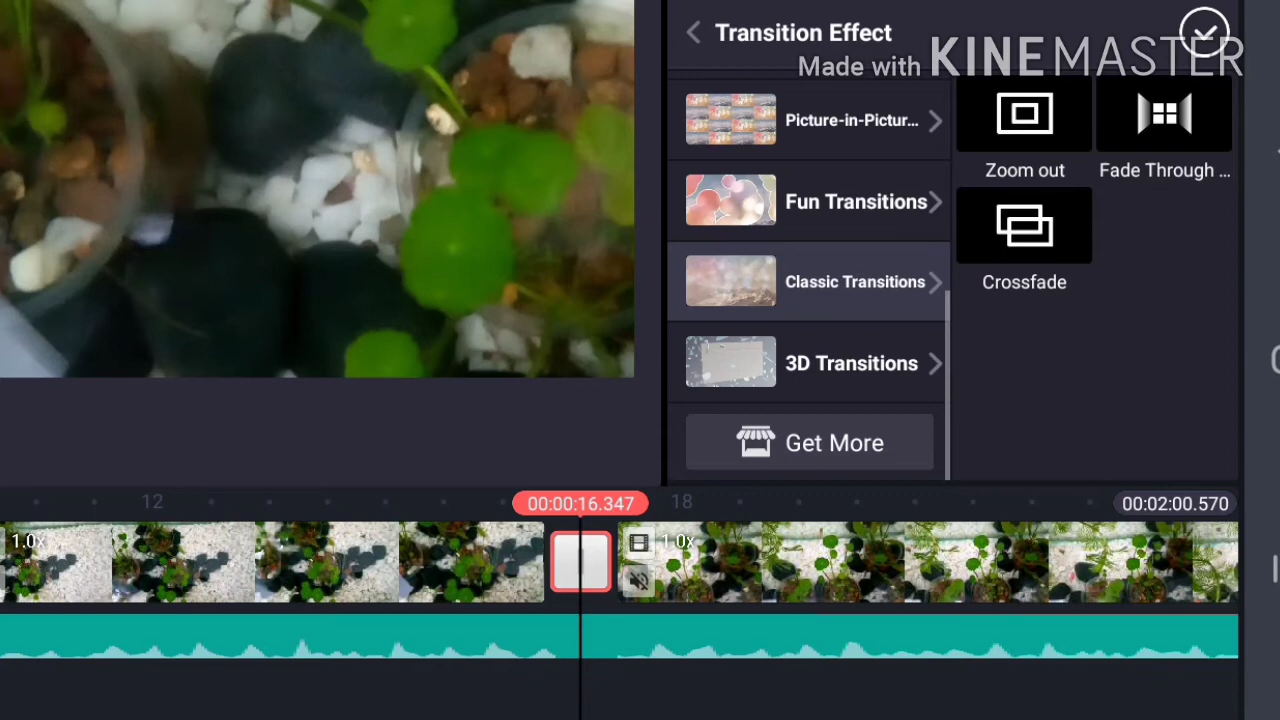 Transition Effect
Made with KINEMASTER
Picture-in-Pictur...
Fun Transitions
Classic Transitions
3D Transitions
Get More
Zoom out
Fade Through ...
Crossfade
12
00:00:16.347
18
00:02:00.570
1.0x
1.0x